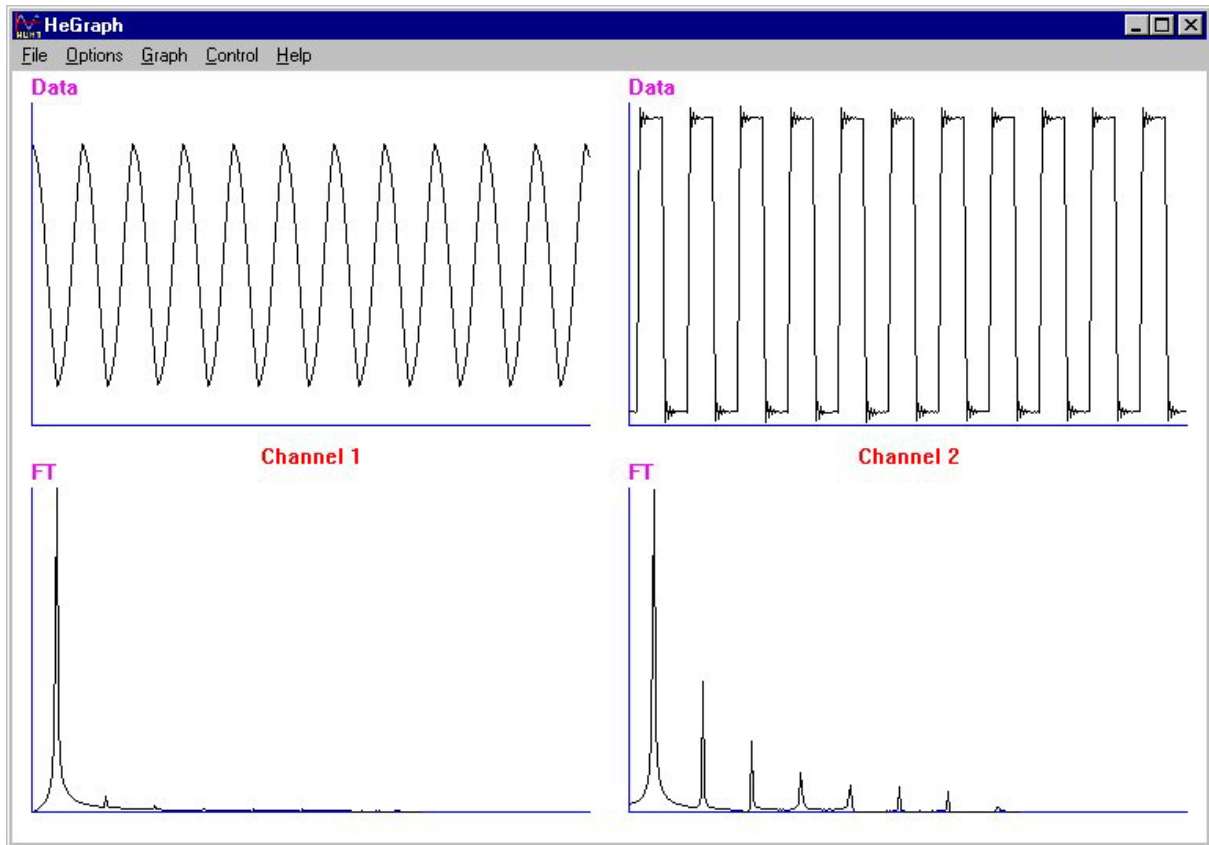 HeGraph
File Options Graph Control Help
Data
Data
Channel 1
Channel 2
FT
FT